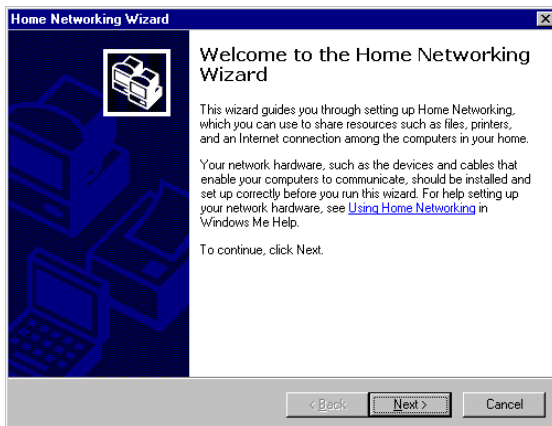 Home Networking Wizard
Welcome to the Home Networking
Wizard
This wizard guides you through setting up Home Networking,
which you can use to share resources such as files, printers,
and an Internet connection among the computers in your home.
Your network hardware, such as the devices and cables that
enable your computers to communicate, should be installed and
set up correctly before you run this wizard. For help setting up
your network hardware, see Using Home Networking in
Windows Me Help.
To continue, click Next.
< Back
Next >
Cancel